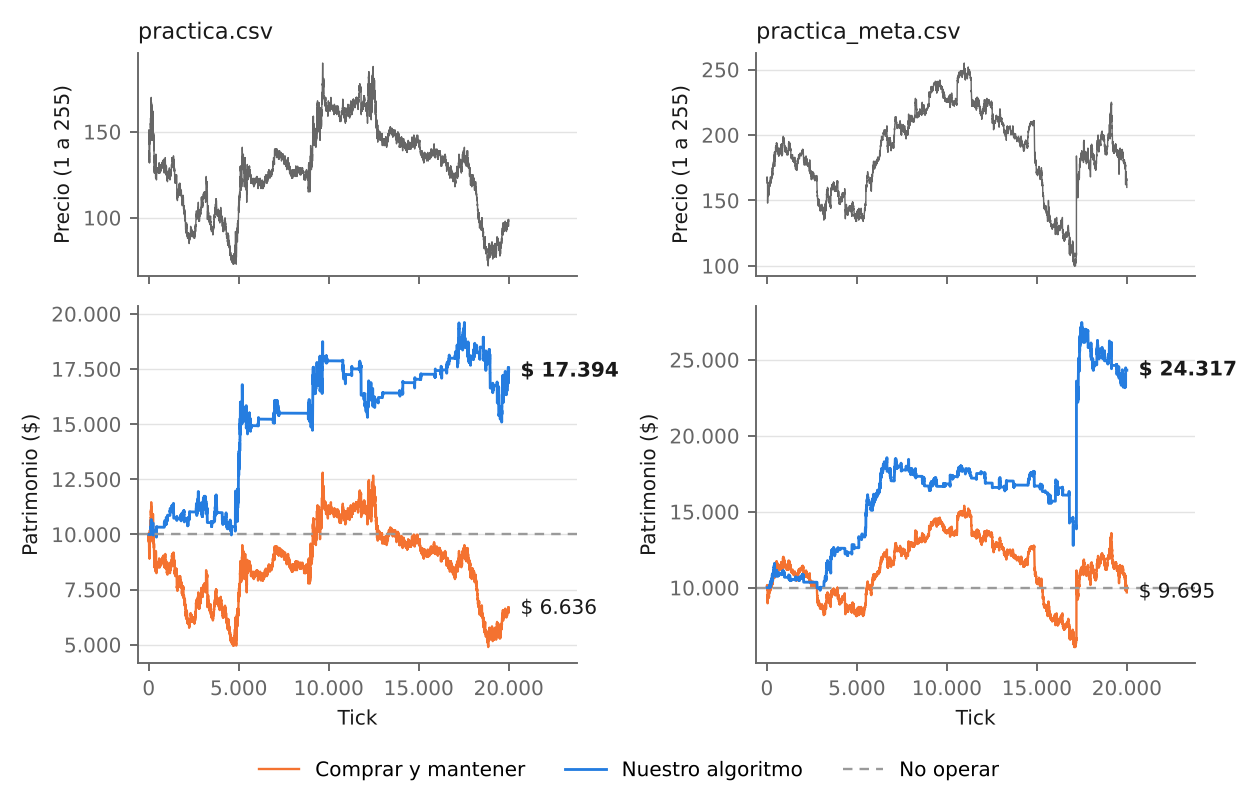 practica.csv
practica_meta.csv
Precio (1 a 255)
150
100
Precio (1 a 255)
250
200
150
100
Patrimonio ($)
20.000
17.500
15.000
12.500
10.000
7.500
5.000
$ 17.394
$ 6.636
0
5.000
10.000
15.000
20.000
Tick
Patrimonio ($)
25.000
20.000
15.000
10.000
$ 24.317
$ 9.695
0
5.000
10.000
15.000
20.000
Tick
Comprar y mantener
Nuestro algoritmo
No operar